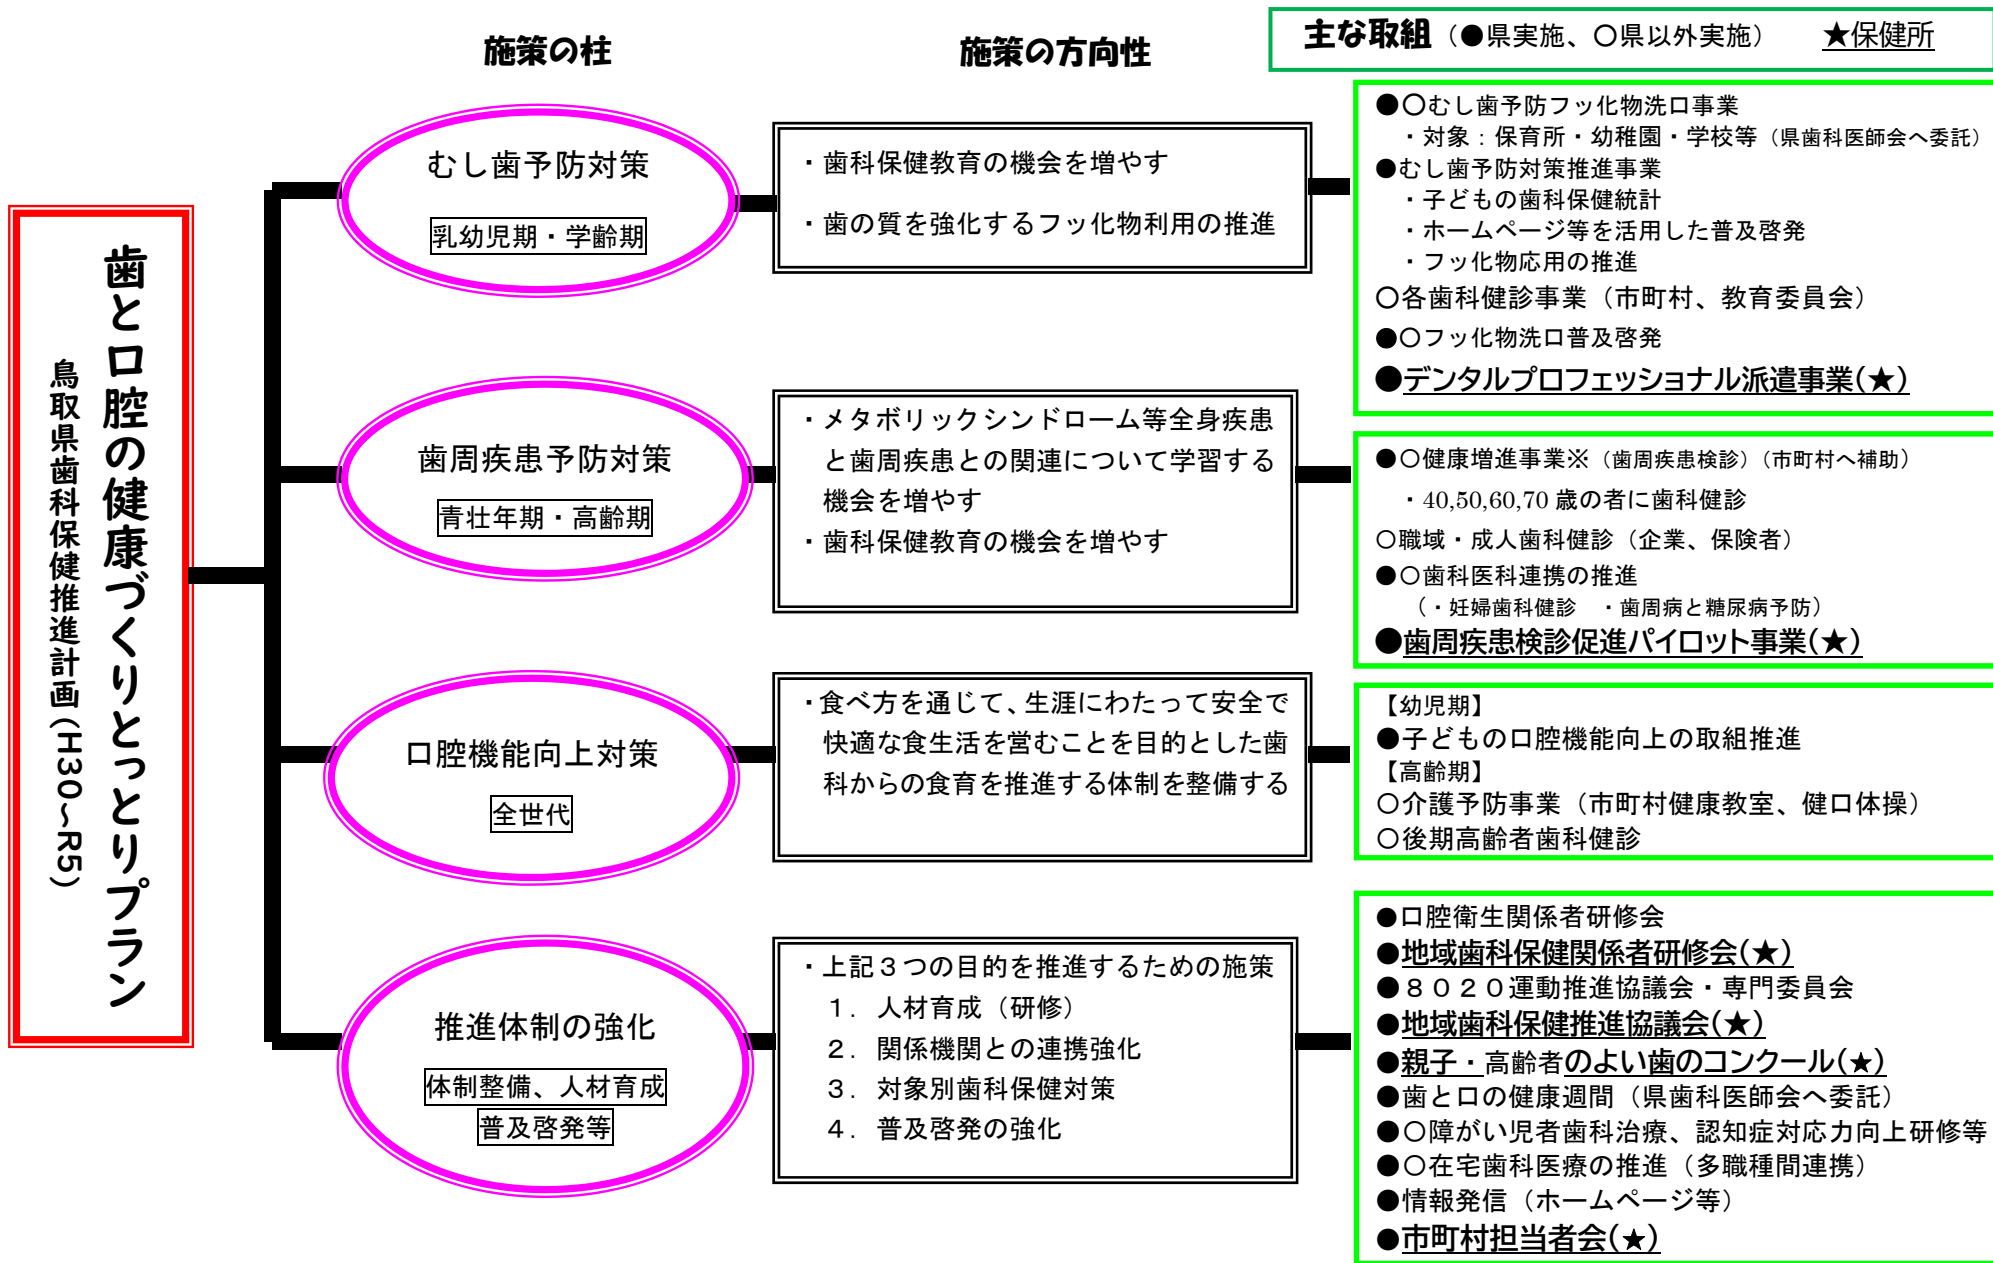 施策の柱
施策の方向性
主な取組（●県実施、〇県以外実施）　★保健所
歯と口腔の健康づくりとっとりプラン
鳥取県歯科保健推進計画（H30～R5）
むし歯予防対策
乳幼児期・学齢期
・歯科保健教育の機会を増やす
・歯の質を強化するフッ化物利用の推進
●〇むし歯予防フッ化物洗口事業
・対象：保育所・幼稚園・学校等（県歯科医師会へ委託）
●むし歯予防対策推進事業
・子どもの歯科保健統計
・ホームページ等を活用した普及啓発
・フッ化物応用の推進
〇各歯科健診事業（市町村、教育委員会）
●〇フッ化物洗口普及啓発
●デンタルプロフェッショナル派遣事業（★）
歯周疾患予防対策
青壮年期・高齢期
・メタボリックシンドローム等全身疾患
と歯周疾患との関連について学習する
機会を増やす
・歯科保健教育の機会を増やす
●〇健康増進事業※（歯周疾患検診）（市町村へ補助）
・40,50,60,70 歳の者に歯科健診
〇職域・成人歯科健診（企業、保険者）
●〇歯科医科連携の推進
（・妊婦歯科健診　・歯周病と糖尿病予防）
●歯周疾患検診促進パイロット事業（★）
口腔機能向上対策
全世代
・食べ方を通じて、生涯にわたって安全で
快適な食生活を営むことを目的とした歯
科からの食育を推進する体制を整備する
【幼児期】
●子どもの口腔機能向上の取組推進
【高齢期】
〇介護予防事業（市町村健康教室、健口体操）
〇後期高齢者歯科健診
推進体制の強化
体制整備、人材育成
普及啓発等
・上記３つの目的を推進するための施策
１．人材育成（研修）
２．関係機関との連携強化
３．対象別歯科保健対策
４．普及啓発の強化
●口腔衛生関係者研修会
●地域歯科保健関係者研修会（★）
●８０２０運動推進協議会・専門委員会
●地域歯科保健推進協議会（★）
●親子・高齢者のよい歯のコンクール（★）
●歯と口の健康週間（県歯科医師会へ委託）
●〇障がい児者歯科治療、認知症対応力向上研修等
●〇在宅歯科医療の推進（多職種間連携）
●情報発信（ホームページ等）
●市町村担当者会（★）